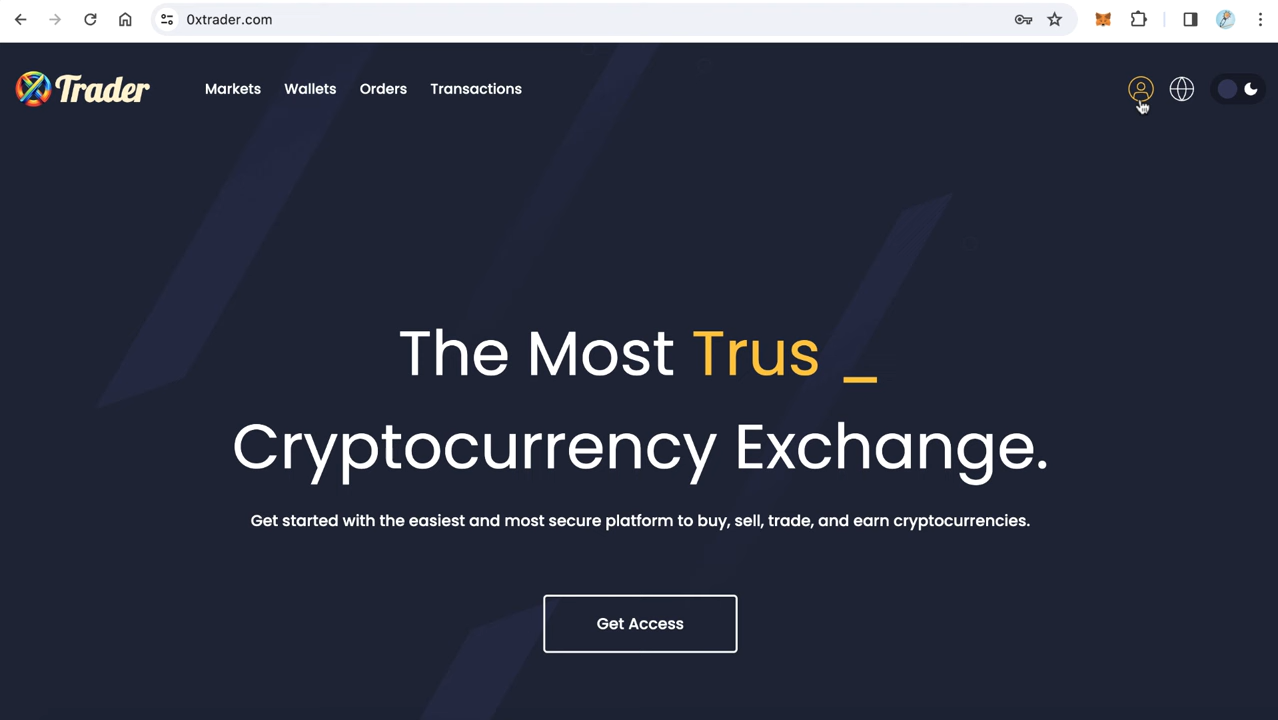 0xtrader.com
Trader
Markets Wallets Orders Transactions
The Most Trus _
Cryptocurrency Exchange.
Get started with the easiest and most secure platform to buy, sell, trade, and earn cryptocurrencies.
Get Access